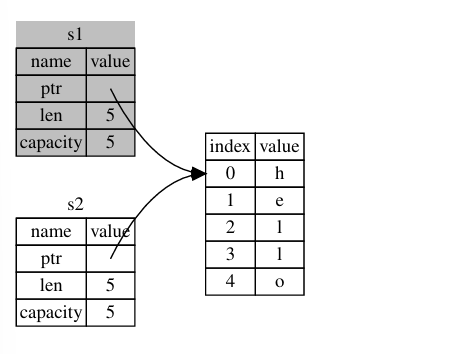 s1
name value
ptr
len 5
capacity 5
s2
name value
ptr
len 5
capacity 5
index value
0 h
1 e
2 l
3 l
4 o